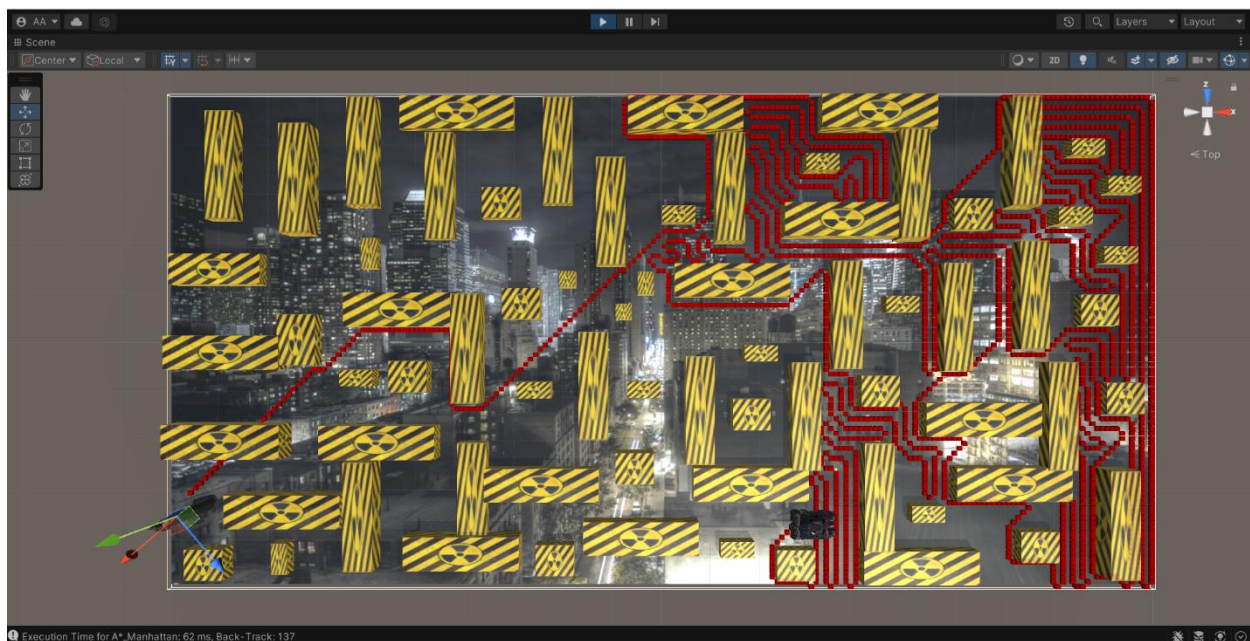 AA
Layers
Layout
Scene
Center
Local
2D
z
x
Top
Execution Time for A*_Manhattan: 62 ms, Back-Track: 137